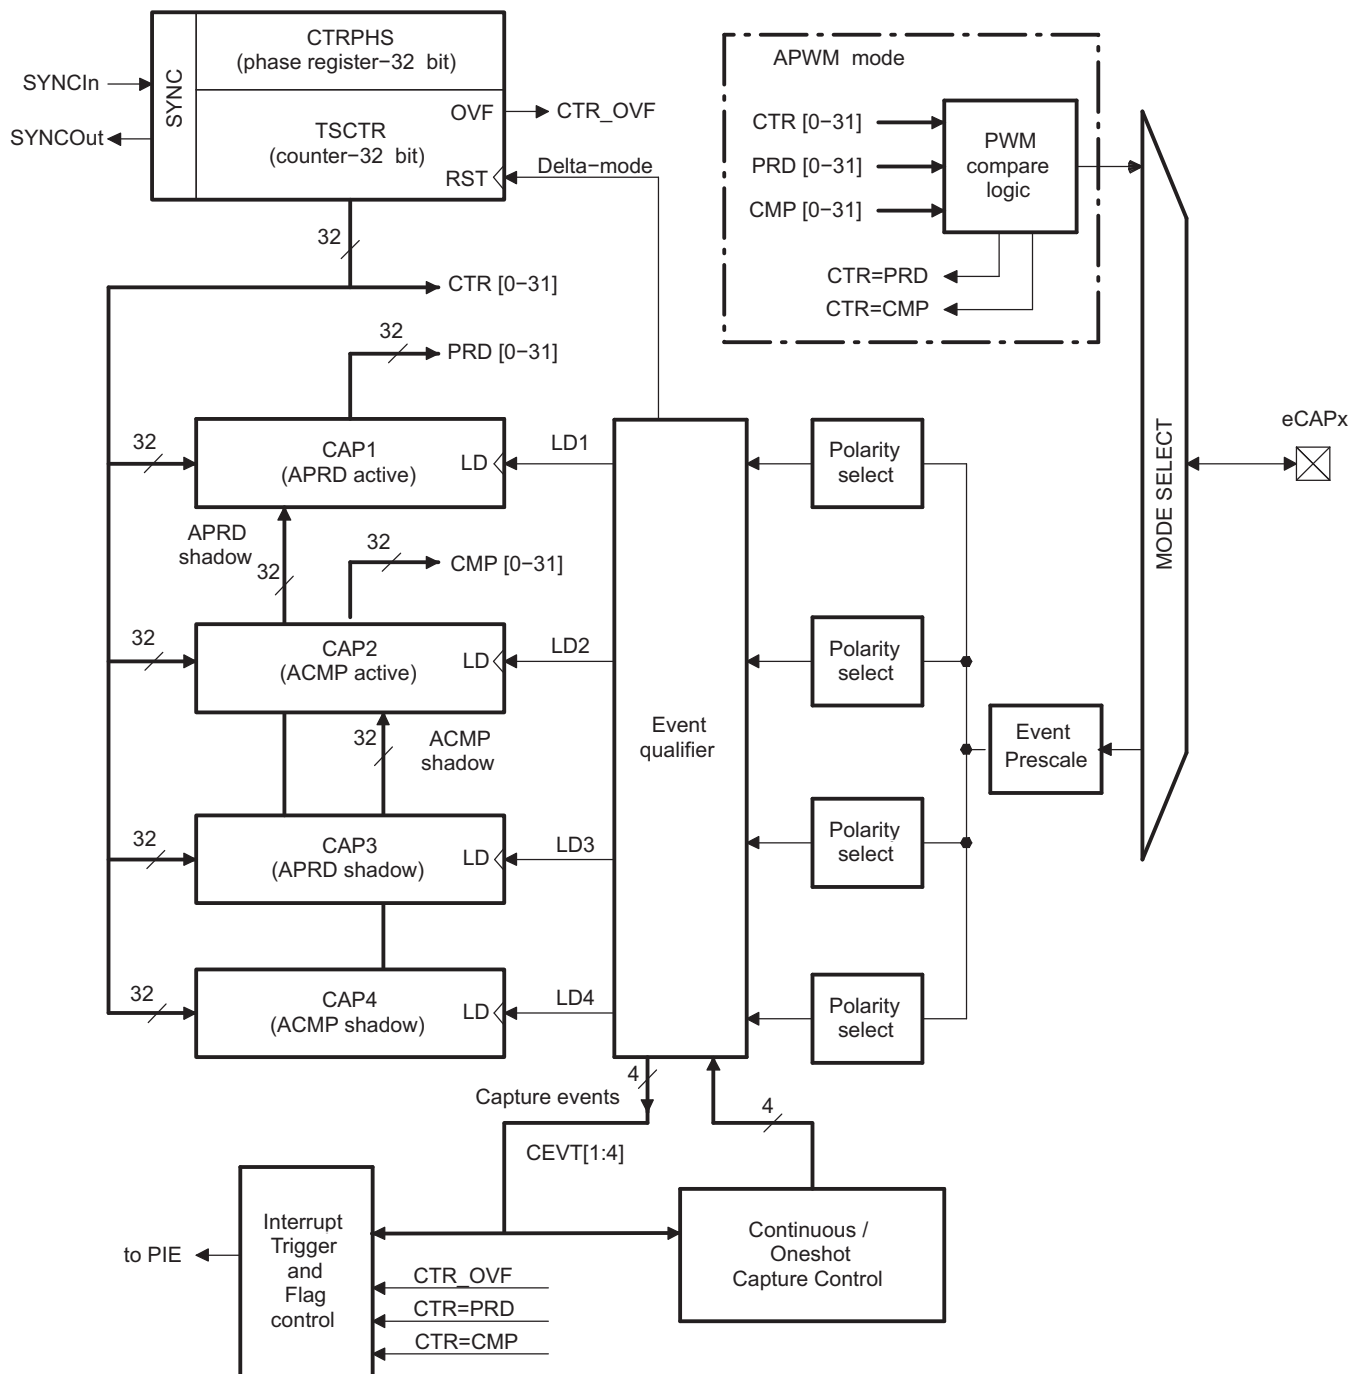 CTRPHS
(phase register−32 bit)
SYNCIn
SYNC
SYNCOut
OVF
CTR_OVF
TSCTR
(counter−32 bit)
RST
Delta−mode
32
CTR [0−31]
32
PRD [0−31]
APWM mode
CTR [0−31]
PRD [0−31]
CMP [0−31]
PWM
compare
logic
CTR=PRD
CTR=CMP
MODE SELECT
eCAPx
32
CAP1
(APRD active)
LD
LD1
Polarity
select
APRD
shadow
32
32
CMP [0−31]
32
CAP2
(ACMP active)
LD
LD2
Polarity
select
32
ACMP
shadow
Event
qualifier
Event
Prescale
32
CAP3
(APRD shadow)
LD
LD3
Polarity
select
32
CAP4
(ACMP shadow)
LD
LD4
Polarity
select
4
Capture events
CEVT[1:4]
4
Interrupt
Trigger
and
Flag
control
to PIE
CTR_OVF
CTR=PRD
CTR=CMP
Continuous /
Oneshot
Capture Control